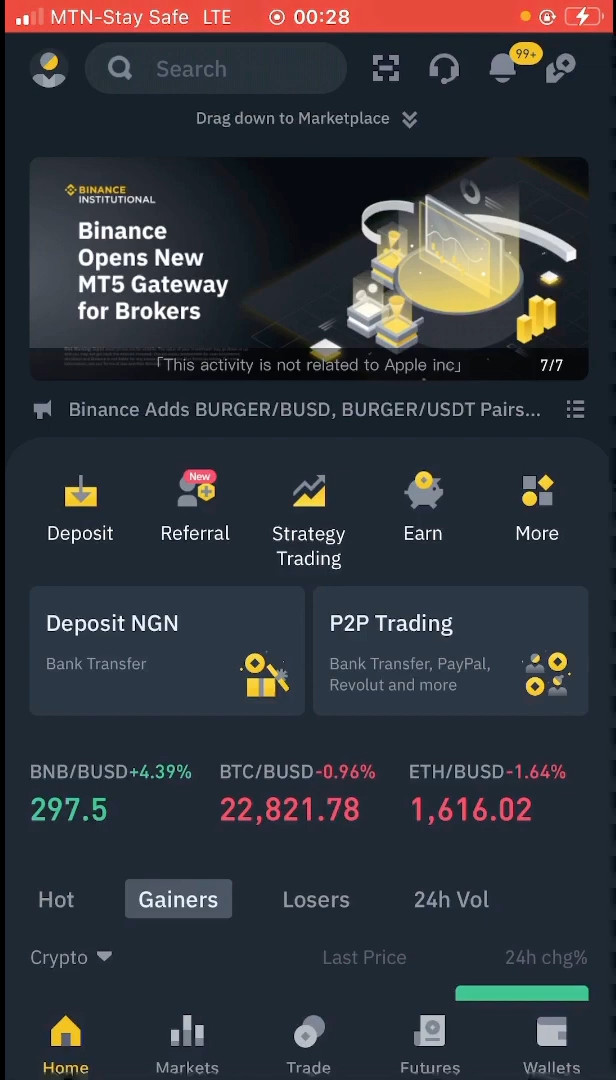 MTN-Stay Safe LTE 00:28
Search
99+
Drag down to Marketplace
BINANCE
INSTITUTIONAL
Binance
Opens New
MT5 Gateway
for Brokers
「This activity is not related to Apple inc」 7/7
Binance Adds BURGER/BUSD, BURGER/USDT Pairs...
New
Deposit Referral Strategy Trading Earn More
Deposit NGN
Bank Transfer
P2P Trading
Bank Transfer, PayPal,
Revolut and more
BNB/BUSD+4.39% BTC/BUSD-0.96% ETH/BUSD-1.64%
297.5 22,821.78 1,616.02
Hot Gainers Losers 24h Vol
Crypto Last Price 24h chg%
Home Markets Trade Futures Wallets